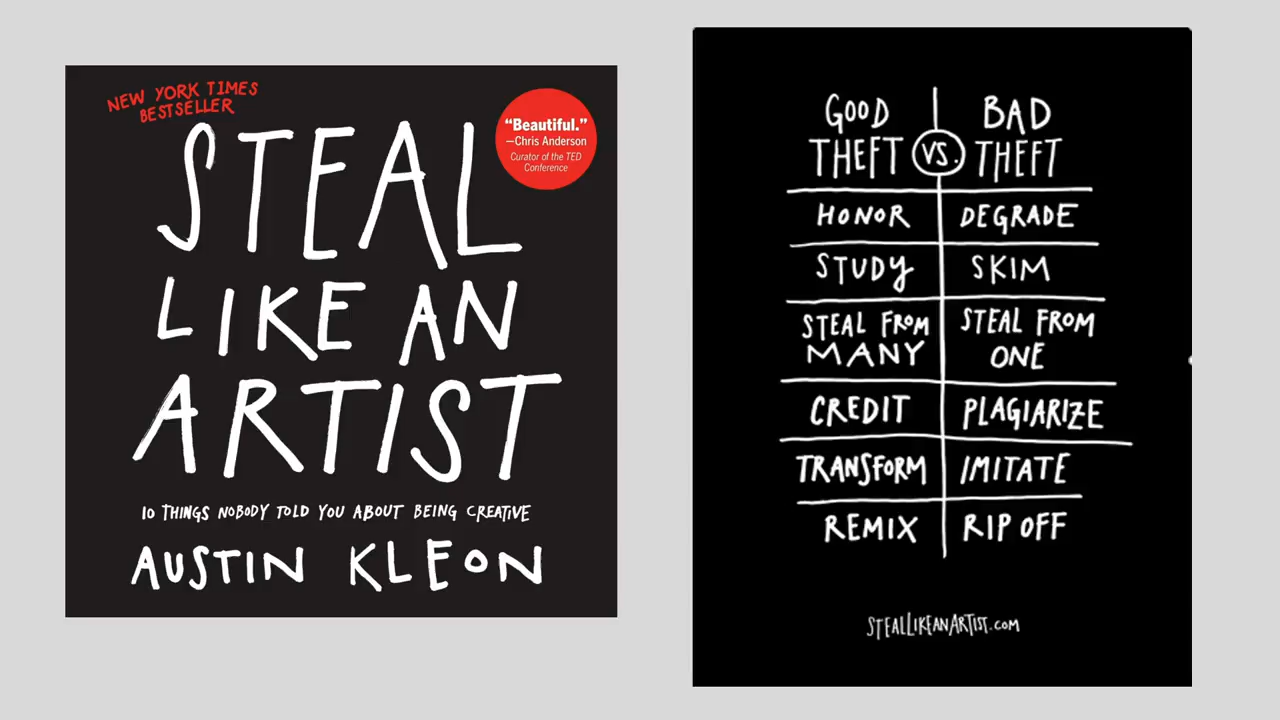 NEW YORK TIMES
BESTSELLER
"Beautiful."
—Chris Anderson
Curator of the TED
Conference
STEAL
LIKE AN
ARTIST
10 THINGS NOBODY TOLD YOU ABOUT BEING CREATIVE
AUSTIN KLEON
GOOD THEFT VS. BAD THEFT
HONOR DEGRADE
STUDY SKIM
STEAL FROM MANY STEAL FROM ONE
CREDIT PLAGIARIZE
TRANSFORM IMITATE
REMIX RIP OFF
STEALLIKEANARTIST.COM